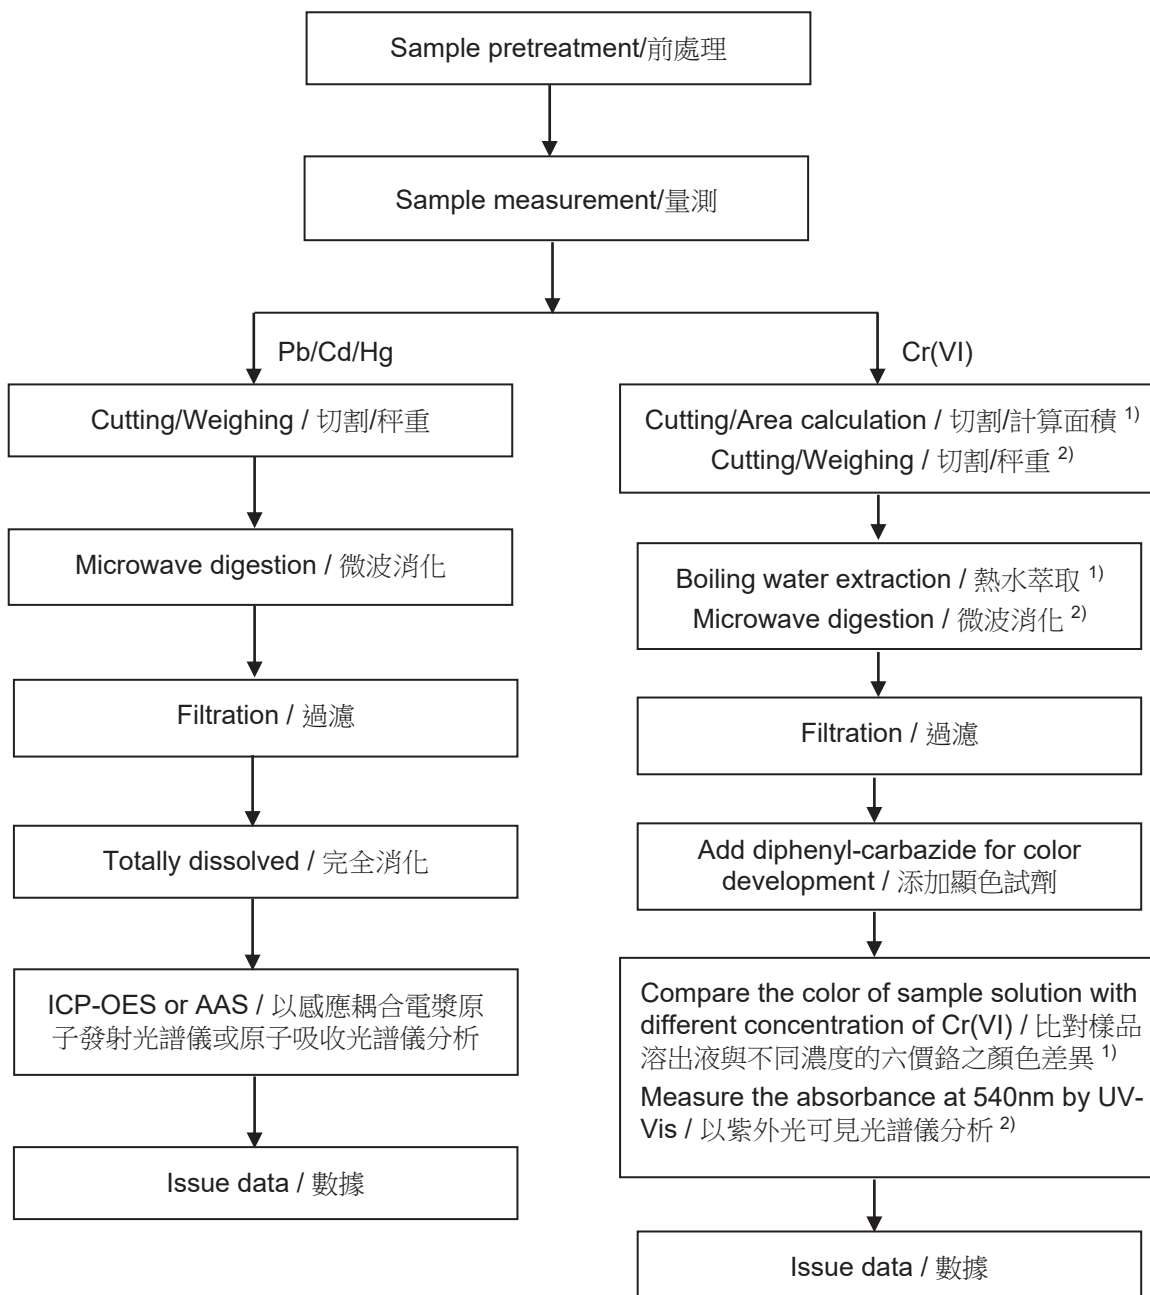 Sample pretreatment/前處理
Sample measurement/量測
Pb/Cd/Hg
Cutting/Weighing / 切割/秤重
Microwave digestion / 微波消化
Filtration / 過濾
Totally dissolved / 完全消化
ICP-OES or AAS / 以感應耦合電漿原
子發射光譜儀或原子吸收光譜儀分析
Issue data / 數據
Cr(VI)
Cutting/Area calculation / 切割/計算面積 1)
Cutting/Weighing / 切割/秤重 2)
Boiling water extraction / 熱水萃取 1)
Microwave digestion / 微波消化 2)
Filtration / 過濾
Add diphenyl-carbazide for color
development / 添加顯色試劑
Compare the color of sample solution with
different concentration of Cr(VI) / 比對樣品
溶出液與不同濃度的六價鉻之顏色差異 1)
Measure the absorbance at 540nm by UV-
Vis / 以紫外光可見光譜儀分析 2)
Issue data / 數據